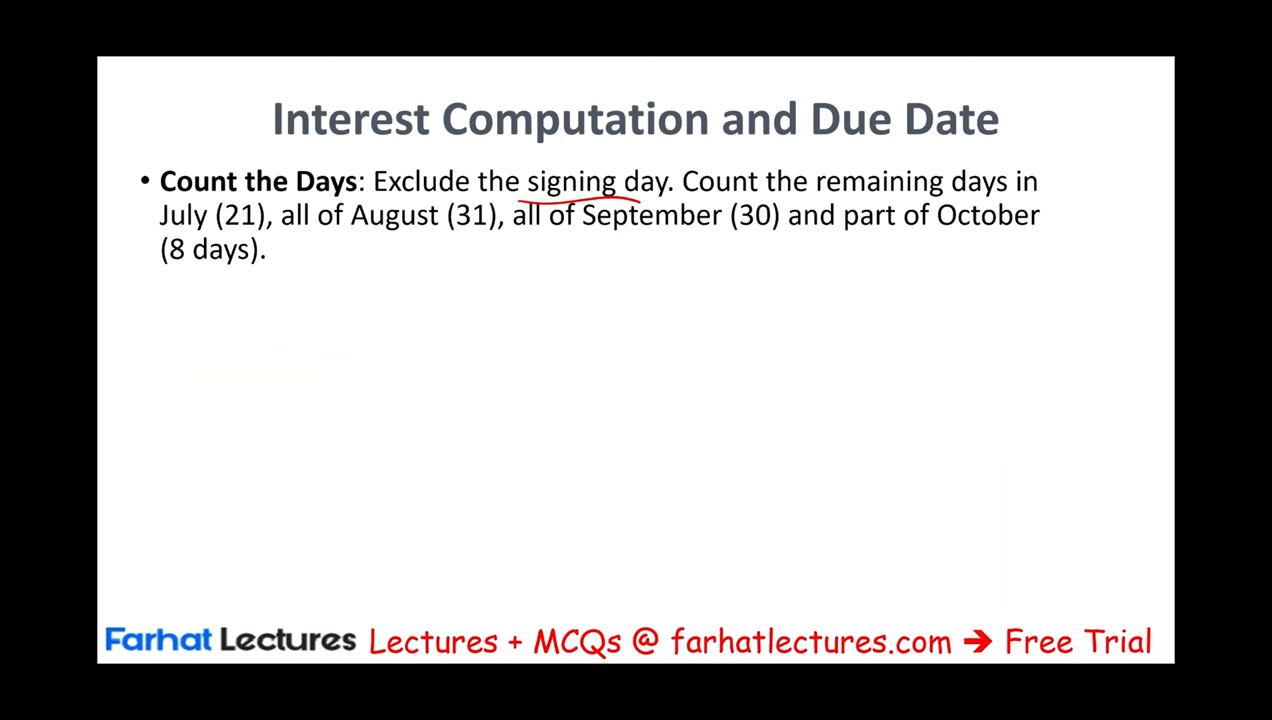 Interest Computation and Due Date
• Count the Days: Exclude the signing day. Count the remaining days in
July (21), all of August (31), all of September (30) and part of October
(8 days).
Farhat Lectures Lectures + MCQs @ farhatlectures.com ➔ Free Trial